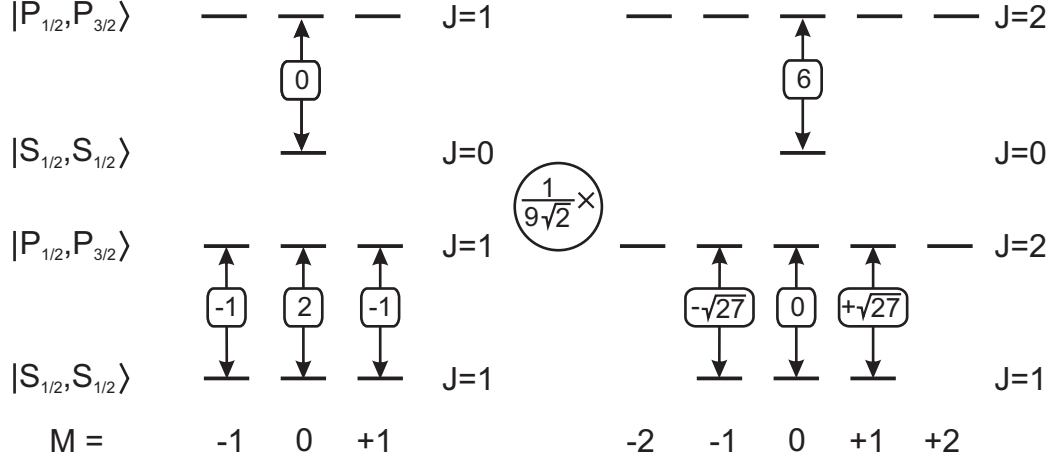 |P1/2,P3/2⟩ J=1 J=2
0 6
|S1/2,S1/2⟩ J=0 J=0
1/9√2 ×
|P1/2,P3/2⟩ J=1 J=2
-1 2 -1 -√27 0 +√27
|S1/2,S1/2⟩ J=1 J=1
M = -1 0 +1 -2 -1 0 +1 +2